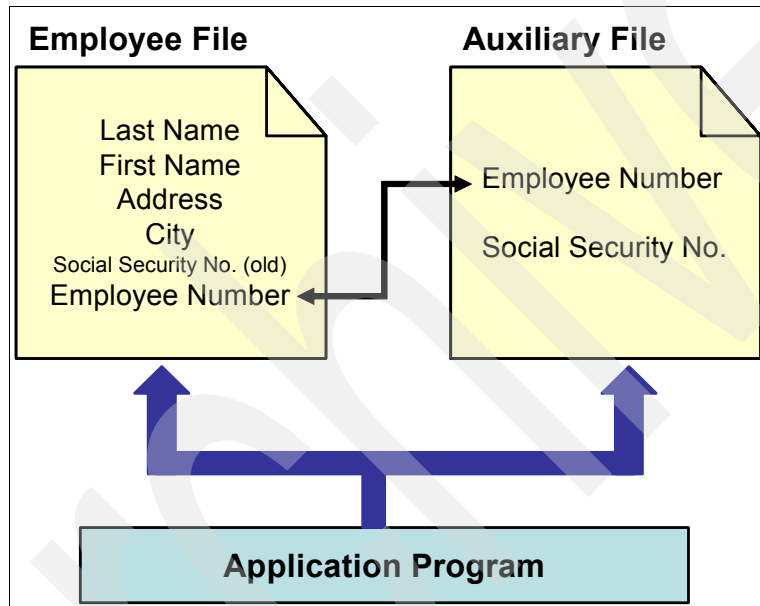 Employee File
Last Name
First Name
Address
City
Social Security No. (old)
Employee Number
Auxiliary File
Employee Number
Social Security No.
Application Program